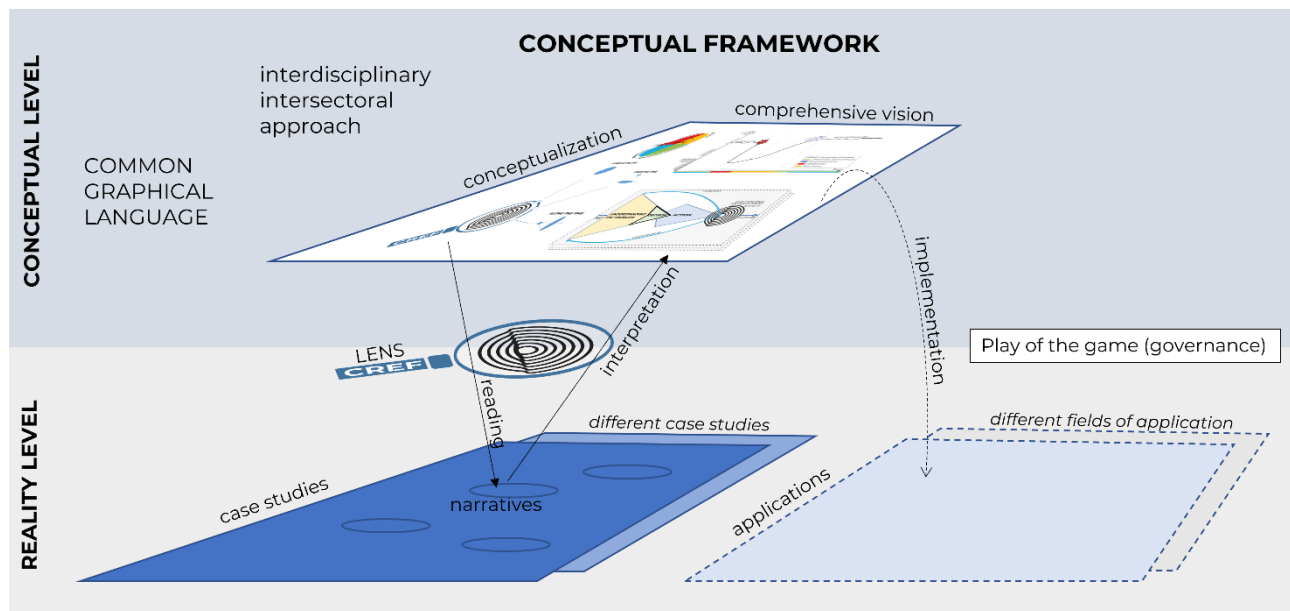 CONCEPTUAL FRAMEWORK
CONCEPTUAL LEVEL
interdisciplinary
intersectoral
approach
comprehensive vision
conceptualization
COMMON
GRAPHICAL
LANGUAGE
CREF
implementation
interpretation
LENS
CREF
reading
Play of the game (governance)
REALITY LEVEL
different case studies
different fields of application
case studies
narratives
applications